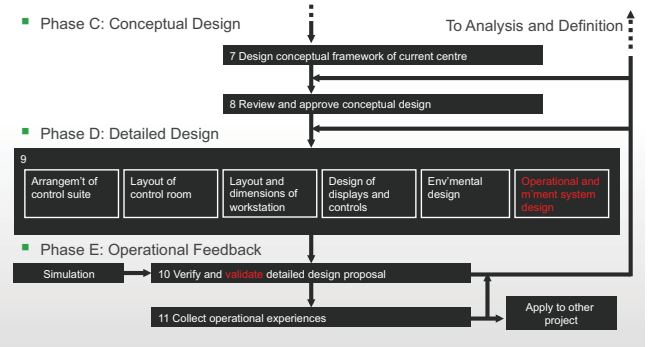 Phase C: Conceptual Design
To Analysis and Definition
7 Design conceptual framework of current centre
8 Review and approve conceptual design
Phase D: Detailed Design
9
Arrangem't of
control suite
Layout of
control room
Layout and
dimensions of
workstation
Design of
displays and
controls
Env'mental
design
Operational and
m'ment system
design
Phase E: Operational Feedback
Simulation
10 Verify and validate detailed design proposal
11 Collect operational experiences
Apply to other
project